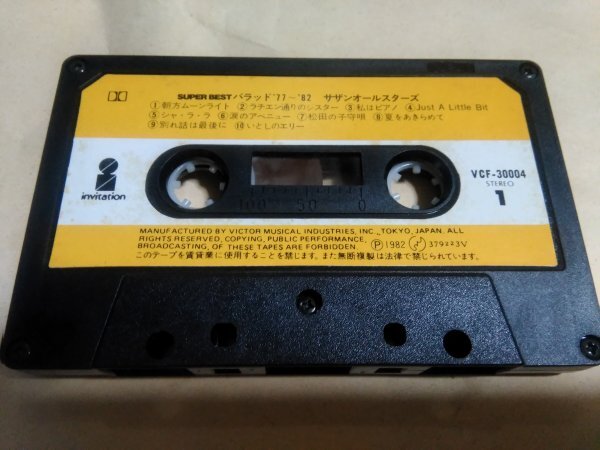 SUPER BEST バラッド '77〜'82 サザンオールスターズ
①朝方ムーンライト ②ラチエン通りのシスター ③私はピアノ ④Just A Little Bit
⑤シャ・ラ・ラ ⑥涙のアベニュー ⑦松田の子守唄 ⑧夏をあきらめて
⑨別れ話は最後に ⑩いとしのエリー
invitation
100 50 0
VCF-30004
STEREO
1
MANUFACTURED BY VICTOR MUSICAL INDUSTRIES, INC., TOKYO, JAPAN. ALL
RIGHTS RESERVED, COPYING, PUBLIC PERFORMANCE.
BROADCASTING, OF THESE TAPES ARE FORBIDDEN.
Ⓟ1982 379ｴ23V
このテープを賃貸業に使用することを禁じます。また無断複製は法律で禁じられています。